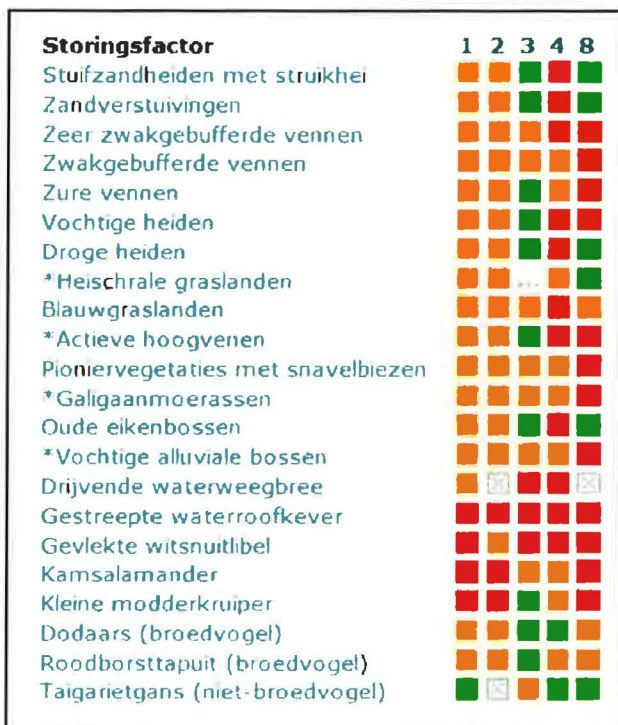 Storingsfactor 1 2 3 4 8
Stuifzandheiden met struikhei
Zandverstuivingen
Zeer zwakgebufferde vennen
Zwakgebufferde vennen
Zure vennen
Vochtige heiden
Droge heiden
*Heischrale graslanden ...
Blauwgraslanden
*Actieve hoogvenen
Pioniervegetaties met snavelbiezen
*Galigaanmoerassen
Oude eikenbossen
*Vochtige alluviale bossen
Drijvende waterweegbree
Gestreepte waterroofkever
Gevlekte witsnuitlibel
Kamsalamander
Kleine modderkruiper
Dodaars (broedvogel)
Roodborsttapuit (broedvogel)
Taigarietgans (niet-broedvogel)